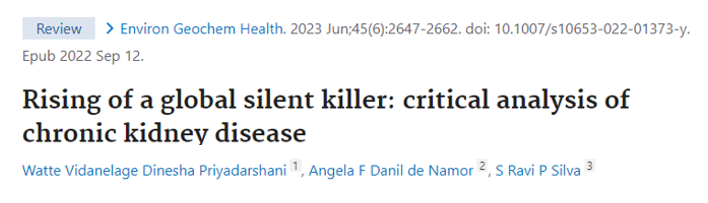 Review Environ Geochem Health. 2023 Jun;45(6):2647-2662. doi: 10.1007/s10653-022-01373-y.
Epub 2022 Sep 12.
Rising of a global silent killer: critical analysis of
chronic kidney disease
Watte Vidanelage Dinesha Priyadarshani 1, Angela F Danil de Namor 2, S Ravi P Silva 3